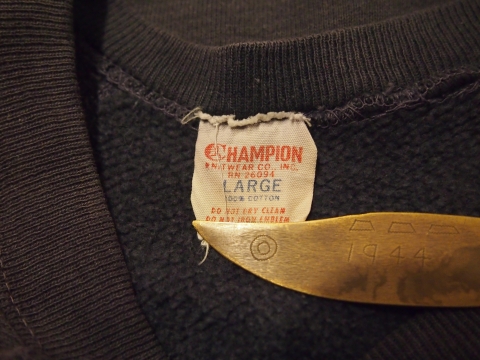 CHAMPION
KNITWEAR CO., INC.
RN 26094
LARGE
100% COTTON
DO NOT DRY CLEAN
DO NOT IRON EMBLEM
1944